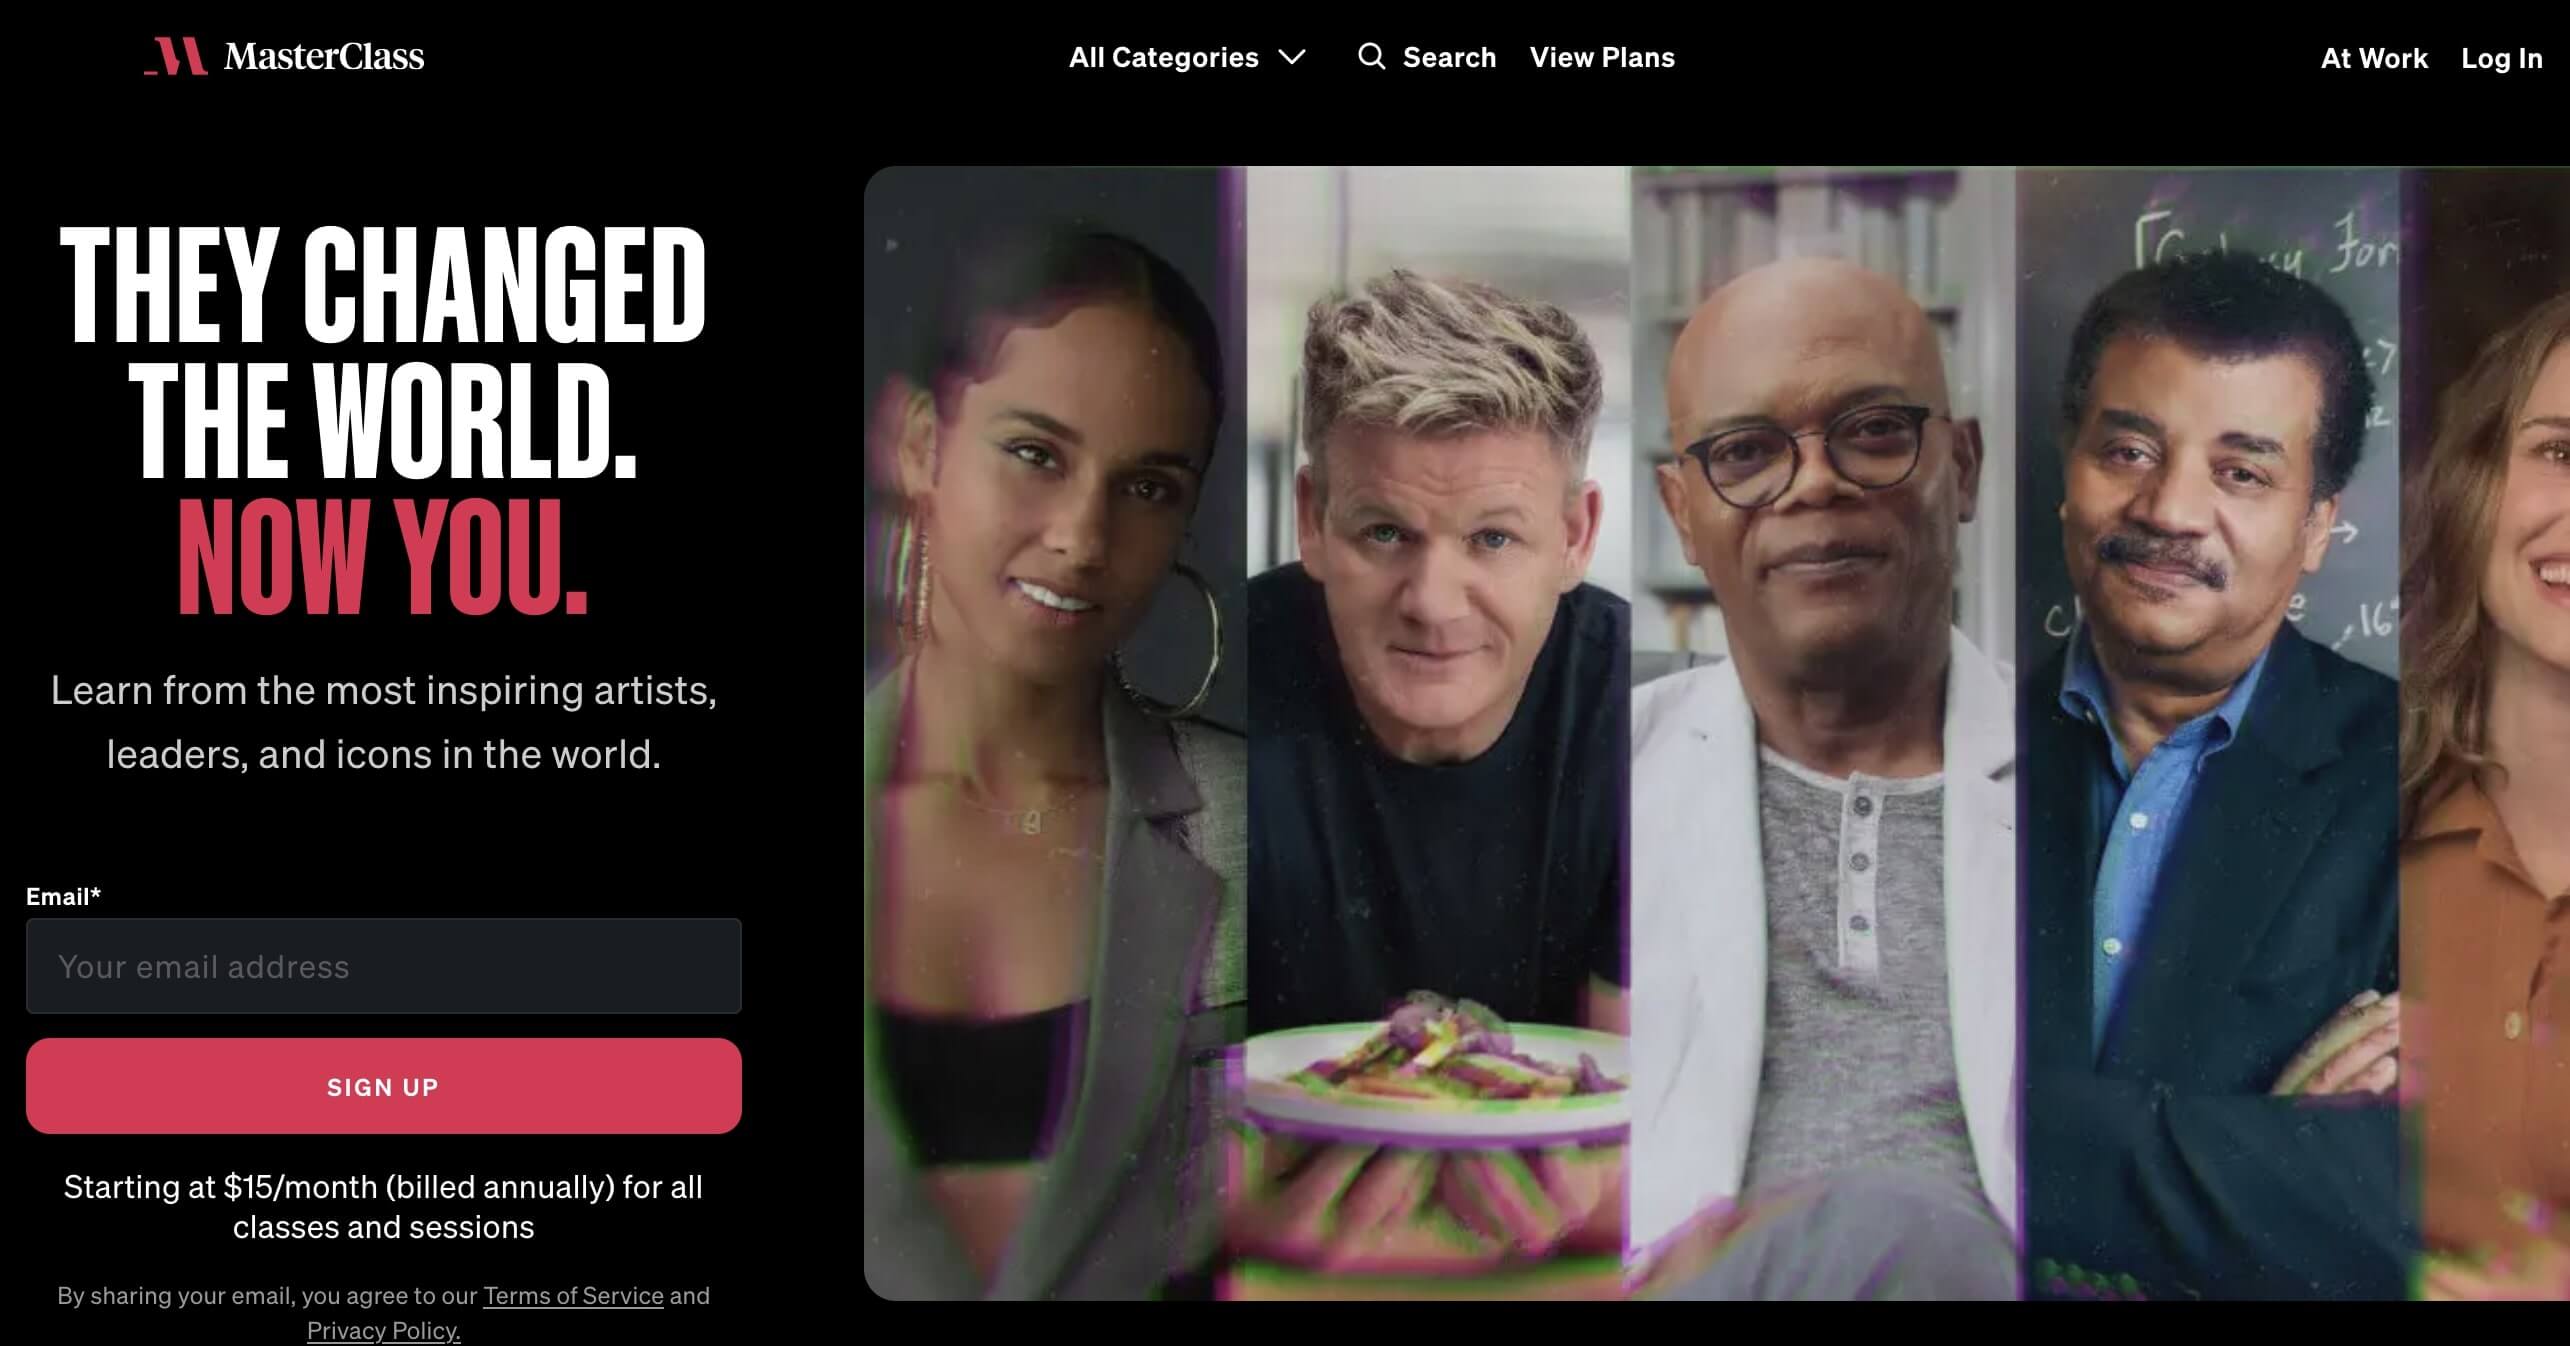 MasterClass
All Categories
Search
View Plans
At Work
Log In
THEY CHANGED
THE WORLD.
NOW YOU.
Learn from the most inspiring artists,
leaders, and icons in the world.
Email*
Your email address
SIGN UP
Starting at $15/month (billed annually) for all
classes and sessions
By sharing your email, you agree to our Terms of Service and
Privacy Policy.